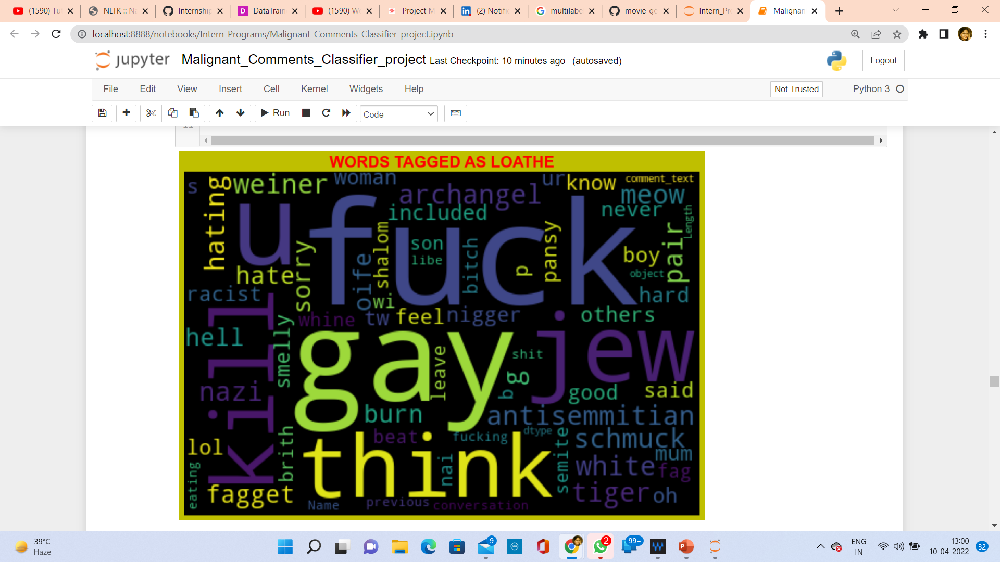 (1590) Tu
NLTK :: Na
Internship
DataTrain
(1590) Wo
Project M
(2) Notific
multilabe
movie-ge
Intern_Pro
Malignan
localhost:8888/notebooks/Intern_Programs/Malignant_Comments_Classifier_project.ipynb
jupyter Malignant_Comments_Classifier_project Last Checkpoint: 10 minutes ago (autosaved)
Logout
File Edit View Insert Cell Kernel Widgets Help
Not Trusted Python 3
Run Code
WORDS TAGGED AS LOATHE
s
hating
weiner
woman
ur
know
comment_text
archangel
meow
included
never
Length
u
fuck
sorry
shalom
son
libe
bitch
p
pansy
boy
pair
object
hate
oife
racist
wi
hard
whine
tw
feel
nigger
others
hell
kill
smelly
gay
jew
leave
shit
g
b
nazi
good
said
burn
antisemmitian
beat
fucking
dtype
schmuck
lol
brith
think
nai
semite
mum
white
fag
eating
fagget
tiger
oh
Name
previous
conversation
39°C
Haze
9
DELL
99+
2
ENG
IN
13:00
10-04-2022
32